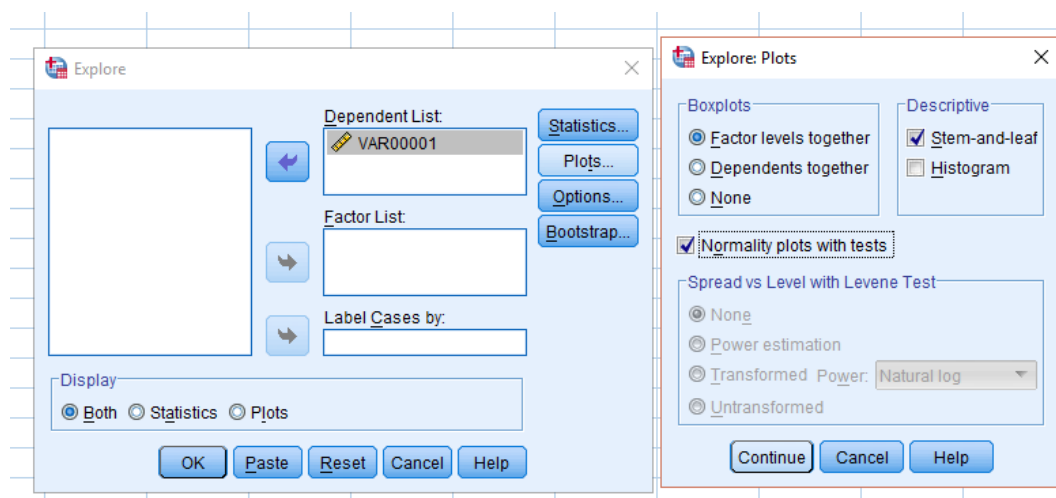 Explore
Dependent List:
VAR00001
Factor List:
Label Cases by:
Statistics...
Plots...
Options...
Bootstrap...
Display
Both Statistics Plots
OK Paste Reset Cancel Help
Explore: Plots
Boxplots
Factor levels together
Dependents together
None
Descriptive
Stem-and-leaf
Histogram
Normality plots with tests
Spread vs Level with Levene Test
None
Power estimation
Transformed Power: Natural log
Untransformed
Continue Cancel Help